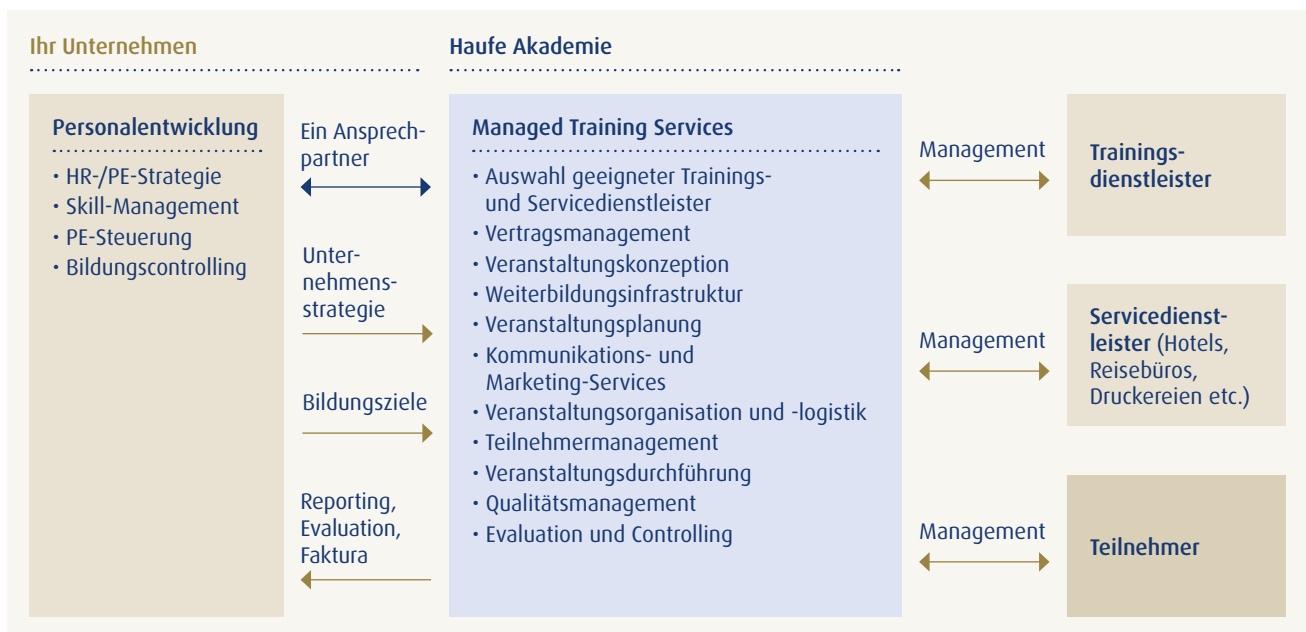 Ihr Unternehmen
Haufe Akademie
Personalentwicklung
• HR-/PE-Strategie
• Skill-Management
• PE-Steuerung
• Bildungscontrolling
Ein Ansprech-
partner
Unter-
nehmens-
strategie
Bildungsziele
Reporting,
Evaluation,
Faktura
Managed Training Services
• Auswahl geeigneter Trainings-
und Servicedienstleister
• Vertragsmanagement
• Veranstaltungskonzeption
• Weiterbildungsinfrastruktur
• Veranstaltungsplanung
• Kommunikations- und
Marketing-Services
• Veranstaltungsorganisation und -logistik
• Teilnehmermanagement
• Veranstaltungsdurchführung
• Qualitätsmanagement
• Evaluation und Controlling
Management
Trainings-
dienstleister
Management
Servicedienst-
leister (Hotels,
Reisebüros,
Druckereien etc.)
Management
Teilnehmer